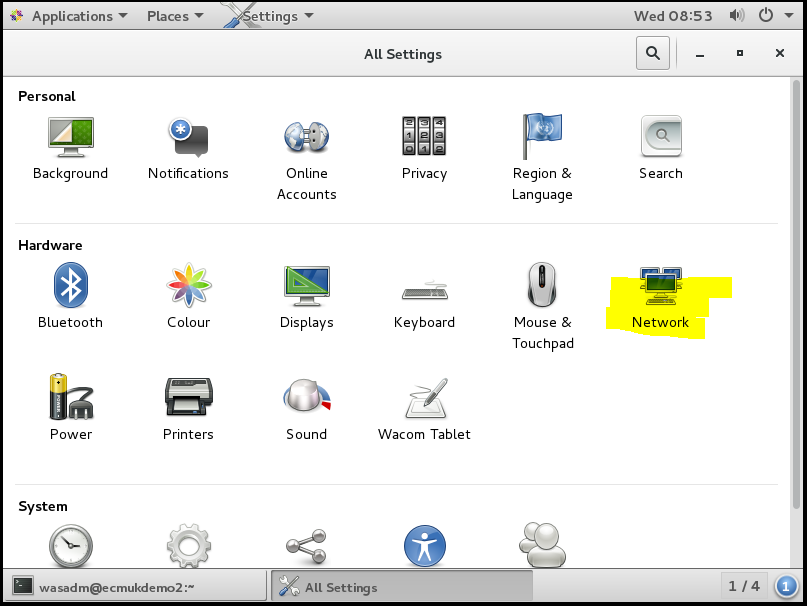 Applications Places Settings Wed 08:53
All Settings
Personal
Background Notifications Online Accounts Privacy Region & Language Search
Hardware
Bluetooth Colour Displays Keyboard Mouse & Touchpad Network
Power Printers Sound Wacom Tablet
System
wasadm@ecmukdemo2:~ All Settings 1 / 4 1